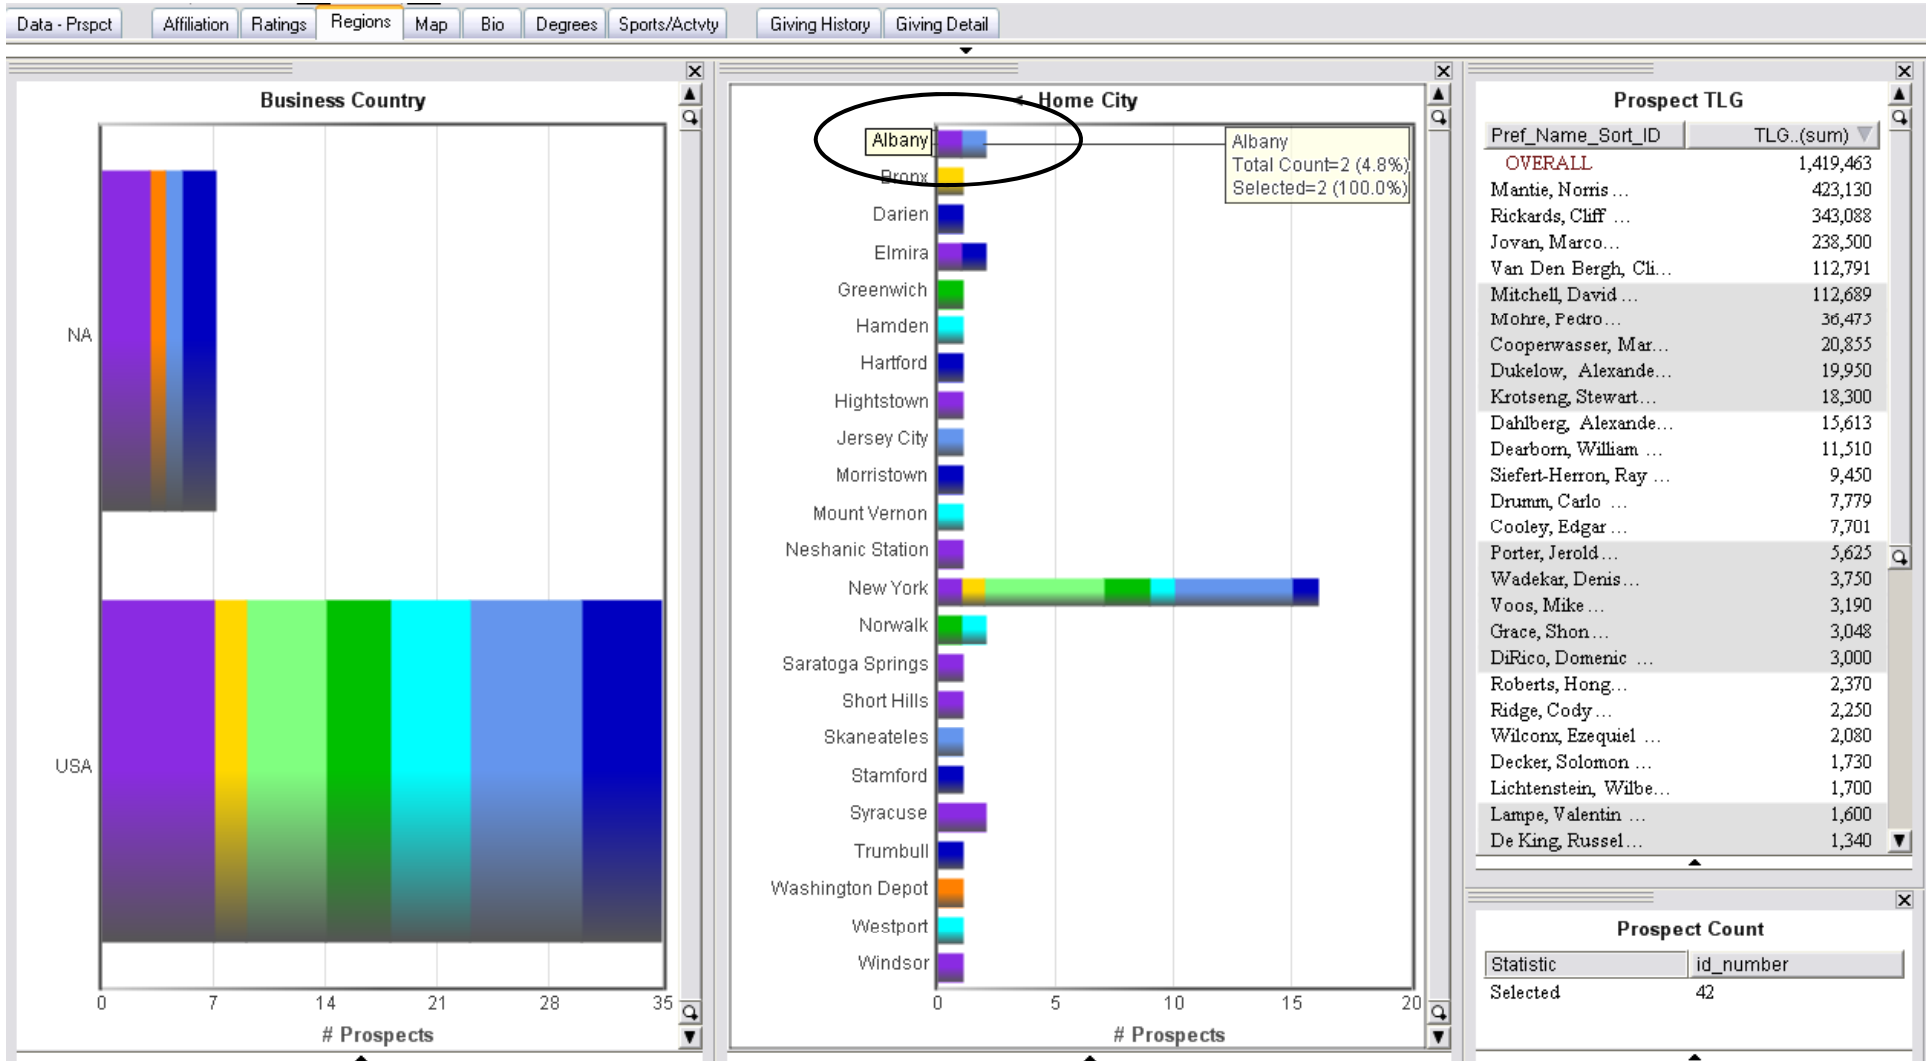 Data - Prspct Affiliation Ratings Regions Map Bio Degrees Sports/Actvty Giving History Giving Detail
Business Country
NA
USA
0 7 14 21 28 35
# Prospects
< Home City
Albany
Bronx
Darien
Elmira
Greenwich
Hamden
Hartford
Hightstown
Jersey City
Morristown
Mount Vernon
Neshanic Station
New York
Norwalk
Saratoga Springs
Short Hills
Skaneateles
Stamford
Syracuse
Trumbull
Washington Depot
Westport
Windsor
0 5 10 15 20
# Prospects
Albany
Total Count=2 (4.8%)
Selected=2 (100.0%)
Prospect TLG
Pref_Name_Sort_ID TLG..(sum)
OVERALL 1,419,463
Mantie, Norris ... 423,130
Rickards, Cliff ... 343,088
Jovan, Marco... 238,500
Van Den Bergh, Cli... 112,791
Mitchell, David ... 112,689
Mohre, Pedro... 36,475
Cooperwasser, Mar... 20,855
Dukelow, Alexande... 19,950
Krotseng, Stewart... 18,300
Dahlberg, Alexande... 15,613
Dearborn, William ... 11,510
Siefert-Herron, Ray ... 9,450
Drumm, Carlo ... 7,779
Cooley, Edgar ... 7,701
Porter, Jerold... 5,625
Wadekar, Denis... 3,750
Voos, Mike ... 3,190
Grace, Shon... 3,048
DiRico, Domenic ... 3,000
Roberts, Hong... 2,370
Ridge, Cody ... 2,250
Wilconx, Ezequiel ... 2,080
Decker, Solomon ... 1,730
Lichtenstein, Wilbe... 1,700
Lampe, Valentin ... 1,600
De King, Russel... 1,340
Prospect Count
Statistic id_number
Selected 42